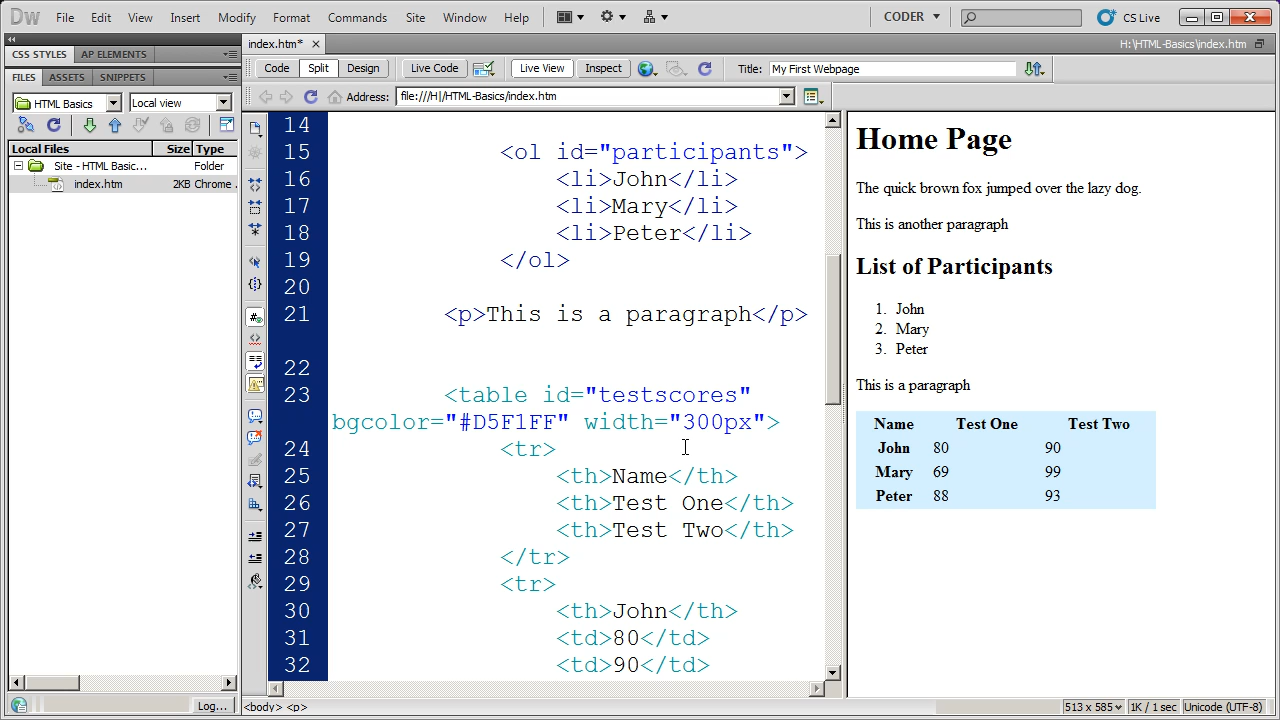 Dw File Edit View Insert Modify Format Commands Site Window Help CODER CS Live
CSS STYLES AP ELEMENTS
index.htm* H:\HTML-Basics\index.htm
FILES ASSETS SNIPPETS
Code Split Design Live Code Live View Inspect Title: My First Webpage
HTML Basics Local view
Address: file:///H|/HTML-Basics/index.htm
Local Files Size Type
Site - HTML Basic... Folder
index.htm 2KB Chrome .
14
15 <ol id="participants">
16 <li>John</li>
17 <li>Mary</li>
18 <li>Peter</li>
19 </ol>
20
21 <p>This is a paragraph</p>
22
23 <table id="testscores"
bgcolor="#D5F1FF" width="300px">
24 <tr>
25 <th>Name</th>
26 <th>Test One</th>
27 <th>Test Two</th>
28 </tr>
29 <tr>
30 <th>John</th>
31 <td>80</td>
32 <td>90</td>
Home Page
The quick brown fox jumped over the lazy dog.
This is another paragraph
List of Participants
1. John
2. Mary
3. Peter
This is a paragraph
Name Test One Test Two
John 80 90
Mary 69 99
Peter 88 93
Log...
<body> <p>
513 x 585 1K / 1 sec Unicode (UTF-8)